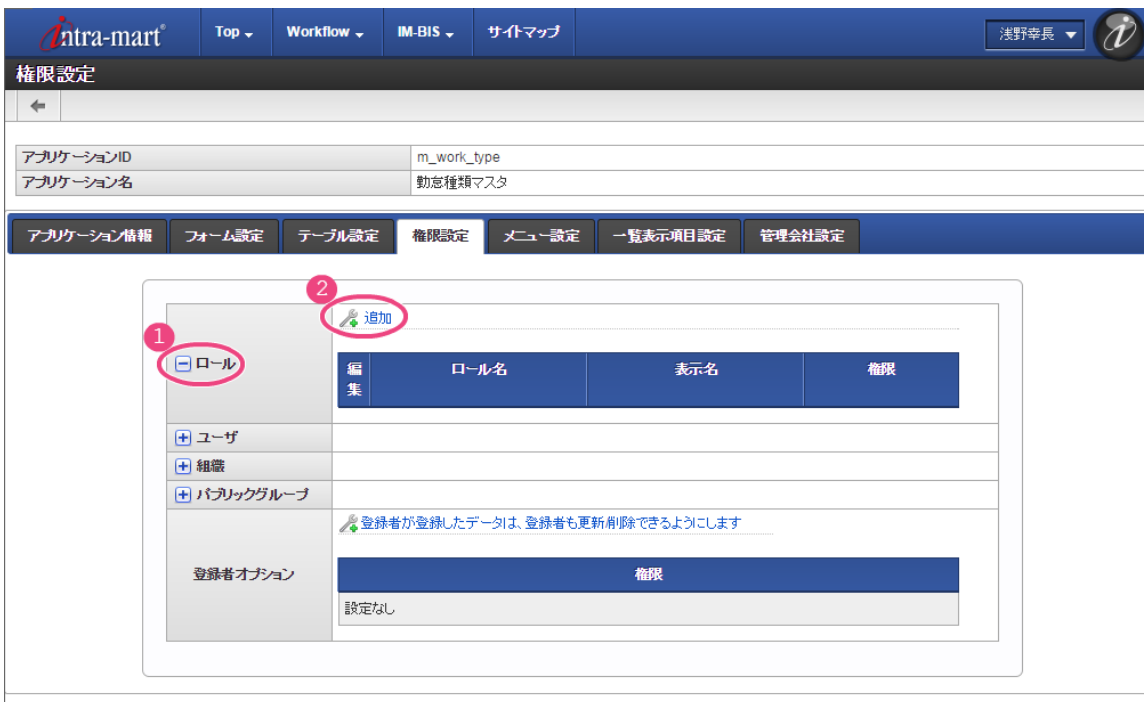 intra-mart® Top Workflow IM-BIS サイトマップ 浅野幸長
権限設定
アプリケーションID m_work_type
アプリケーション名 勤怠種類マスタ
アプリケーション情報 フォーム設定 テーブル設定 権限設定 メニュー設定 一覧表示項目設定 管理会社設定
2
追加
1
ロール
編集 ロール名 表示名 権限
ユーザ
組織
パブリックグループ
登録者が登録したデータは、登録者も更新削除できるようにします
登録者オプション
権限
設定なし